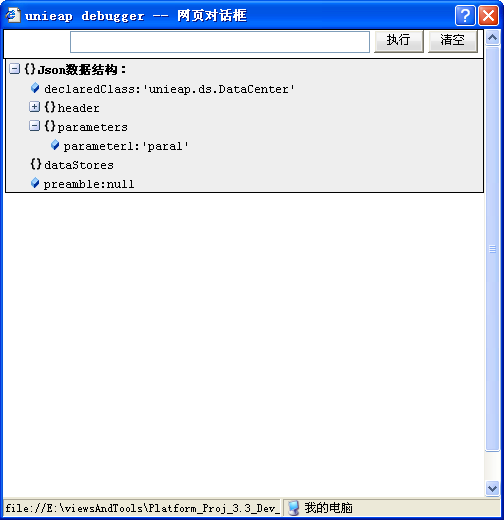 unieap debugger -- 网页对话框
执行 清空
{}Json数据结构：
declaredClass:'unieap.ds.DataCenter'
{}header
{}parameters
parameter1:'para1'
{}dataStores
preamble:null
file://E:\viewsAndTools\Platform_Proj_3.3_Dev_ 我的电脑